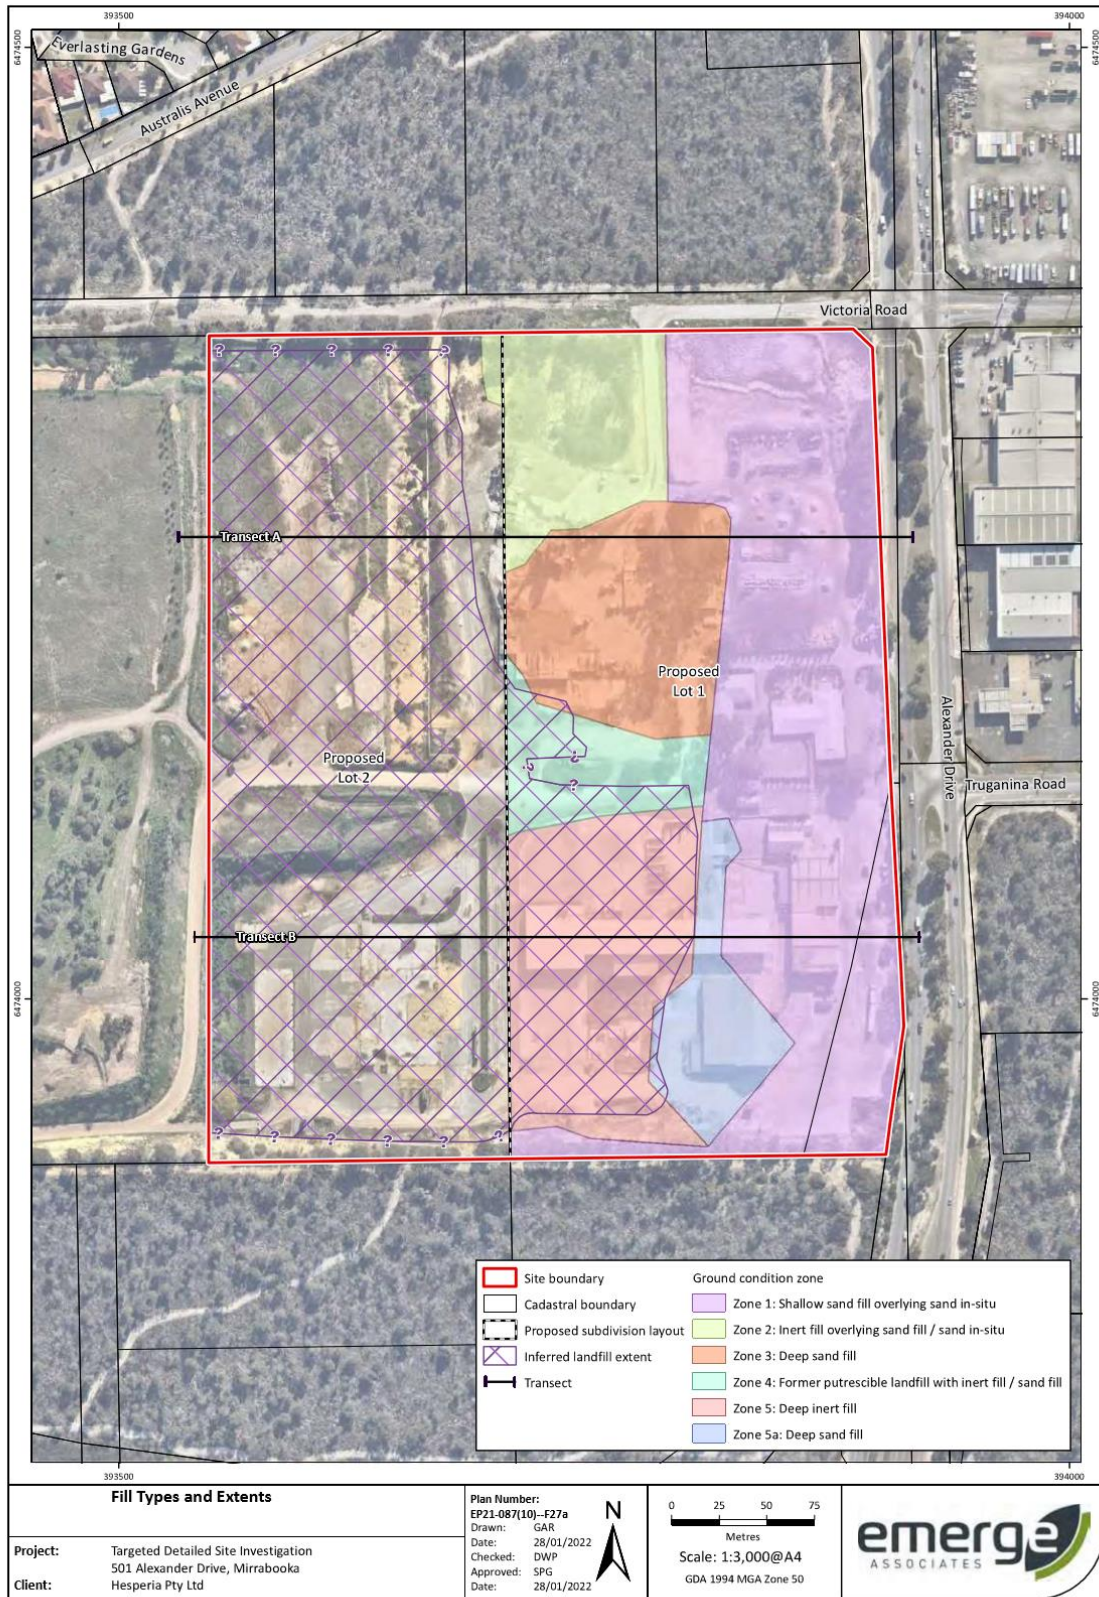 393500
394000
6474500
6474500
Everlasting Gardens
Australis Avenue
Victoria Road
?
?
?
?
?
Transect A
Proposed
Lot 1
Proposed
Lot 2
?
?
?
Alexander Drive
Truganina Road
Transect B
6474000
6474000
?
?
?
?
?
?
Site boundary
Cadastral boundary
Proposed subdivision layout
Inferred landfill extent
Transect
Ground condition zone
Zone 1: Shallow sand fill overlying sand in-situ
Zone 2: Inert fill overlying sand fill / sand in-situ
Zone 3: Deep sand fill
Zone 4: Former putrescible landfill with inert fill / sand fill
Zone 5: Deep inert fill
Zone 5a: Deep sand fill
393500
394000
Fill Types and Extents
Project: Targeted Detailed Site Investigation
501 Alexander Drive, Mirrabooka
Client: Hesperia Pty Ltd
Plan Number:
EP21-087(10)--F27a
Drawn: GAR
Date: 28/01/2022
Checked: DWP
Approved: SPG
Date: 28/01/2022
N
0 25 50 75
Metres
Scale: 1:3,000@A4
GDA 1994 MGA Zone 50
emerge
ASSOCIATES